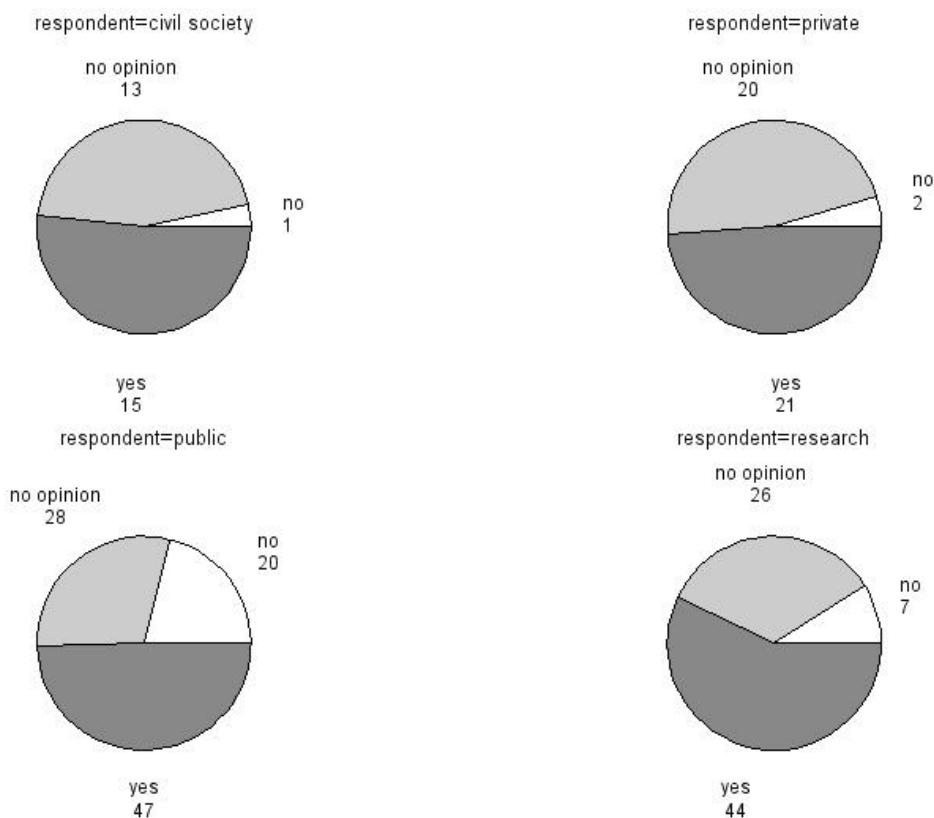 respondent=civil society
no opinion
13
no
1
yes
15
respondent=private
no opinion
20
no
2
yes
21
respondent=public
no opinion
28
no
20
yes
47
respondent=research
no opinion
26
no
7
yes
44